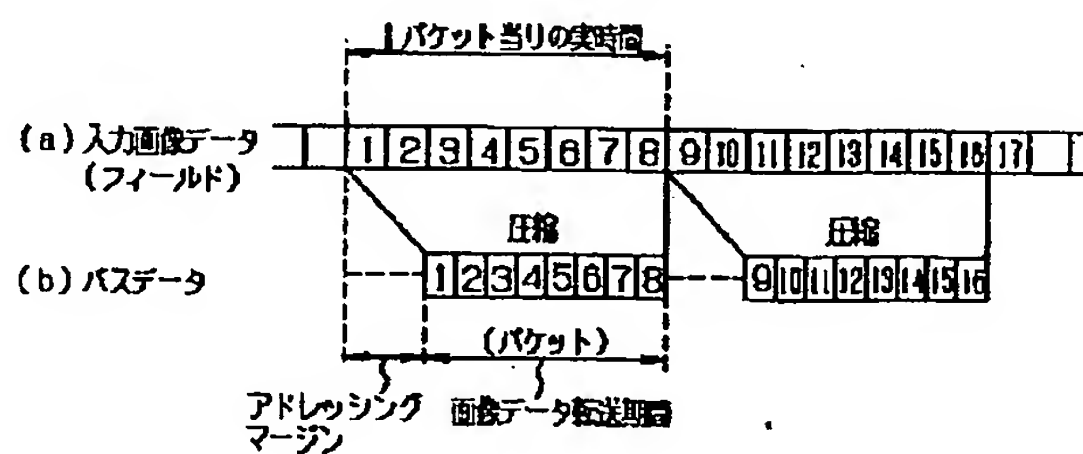 1パケット当りの実時間
(a)入力画像データ
(フィールド)
1 2 3 4 5 6 7 8 9 10 11 12 13 14 15 16 17
圧縮 圧縮
(b)バスデータ
1 2 3 4 5 6 7 8 9 10 11 12 13 14 15 16
(パケット)
アドレッシング
マージン
画像データ転送期間